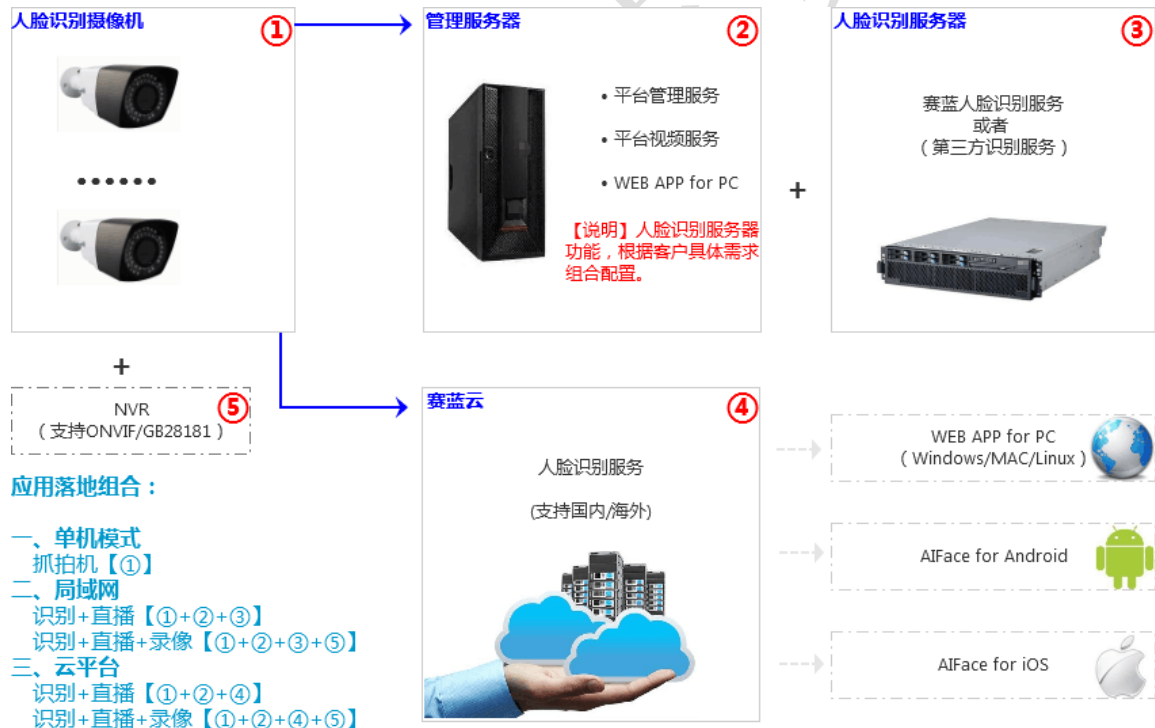 人脸识别摄像机
①
管理服务器
②
• 平台管理服务
• 平台视频服务
• WEB APP for PC
【说明】人脸识别服务器
功能，根据客户具体需求
组合配置。
+
人脸识别服务器
③
赛蓝人脸识别服务
或者
（第三方识别服务）
+
NVR
（支持ONVIF/GB28181）
⑤
应用落地组合：
一、单机模式
抓拍机【①】
二、局域网
识别+直播【①+②+③】
识别+直播+录像【①+②+③+⑤】
三、云平台
识别+直播【①+②+④】
识别+直播+录像【①+②+④+⑤】
赛蓝云
④
人脸识别服务
(支持国内/海外)
WEB APP for PC
（Windows/MAC/Linux）
AIFace for Android
AIFace for iOS